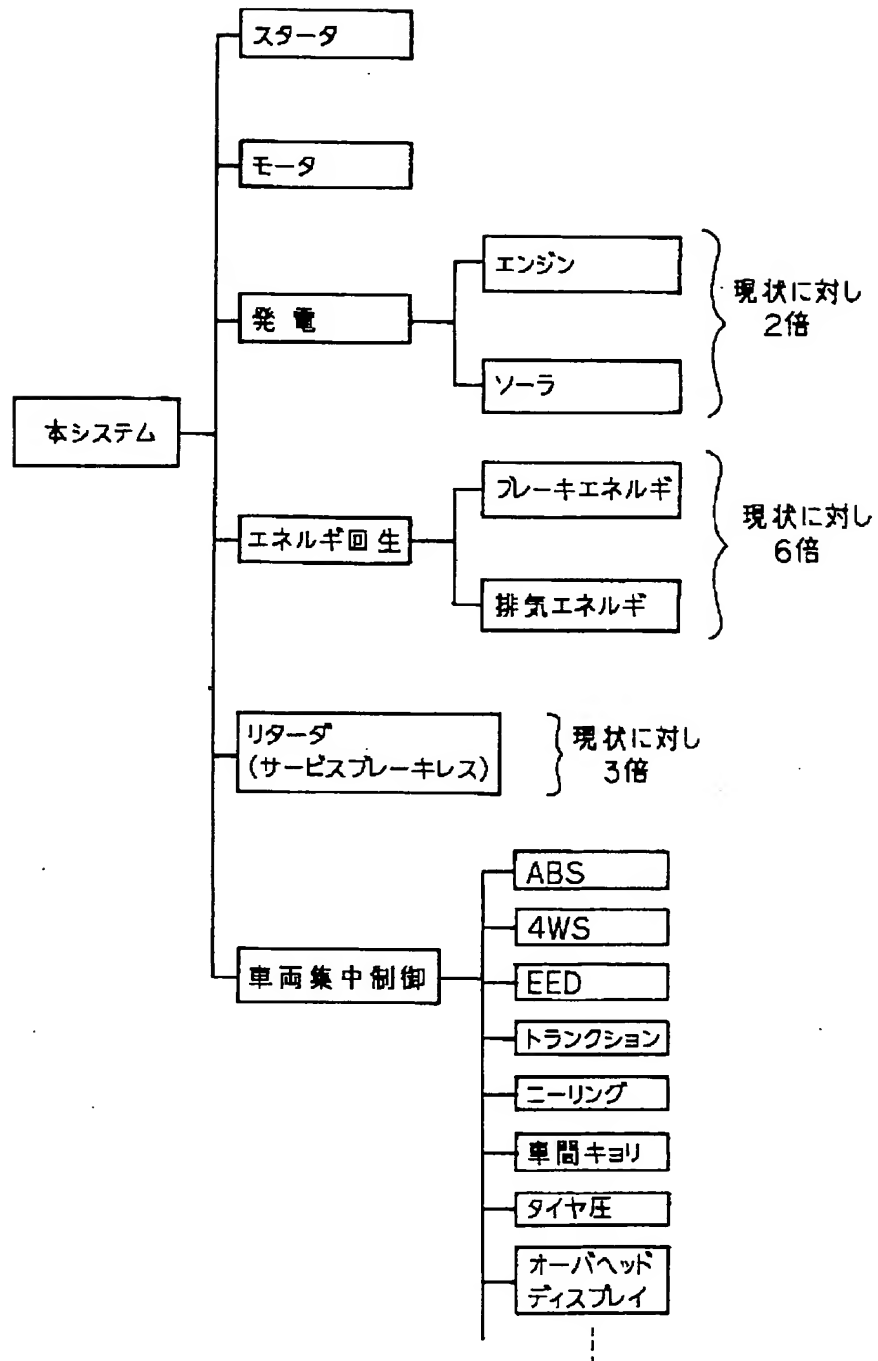 スタータ
モータ
発電
エンジン
ソーラ
現状に対し
2倍
本システム
エネルギ回生
ブレーキエネルギ
排気エネルギ
現状に対し
6倍
リターダ
(サービスブレーキレス)
現状に対し
3倍
車両集中制御
ABS
4WS
EED
トランクション
ニーリング
車間キョリ
タイヤ圧
オーバヘッド
ディスプレイ